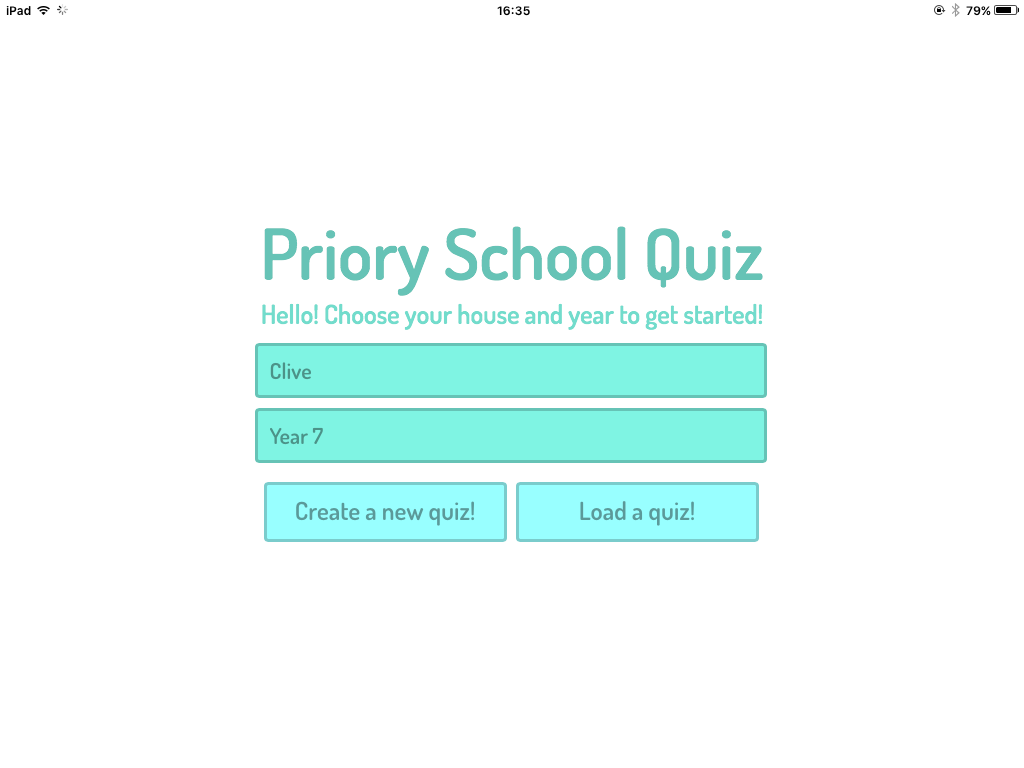 iPad 16:35 79%
Priory School Quiz
Hello! Choose your house and year to get started!
Clive
Year 7
Create a new quiz! Load a quiz!